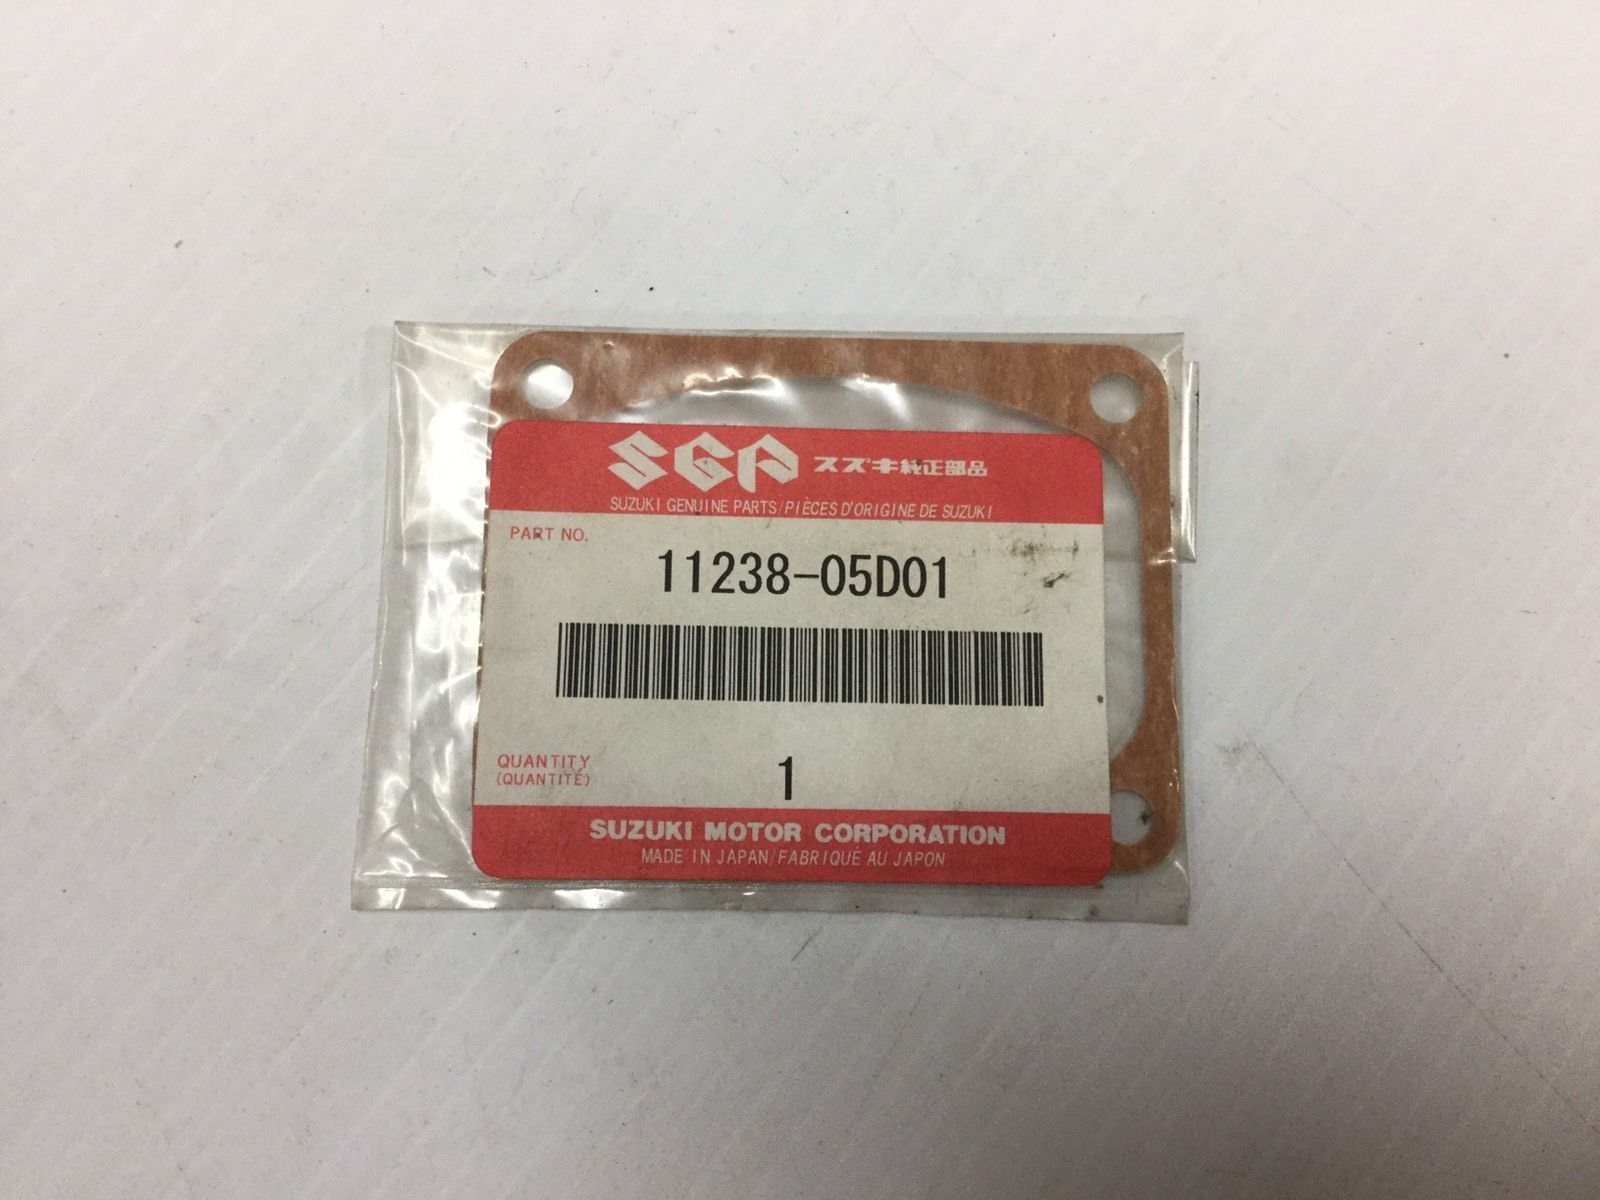 SGP スズキ純正部品
SUZUKI GENUINE PARTS/PIÈCES D'ORIGINE DE SUZUKI
PART NO.
11238-05D01
QUANTITY
(QUANTITÉ)
1
SUZUKI MOTOR CORPORATION
MADE IN JAPAN/FABRIQUÉ AU JAPON